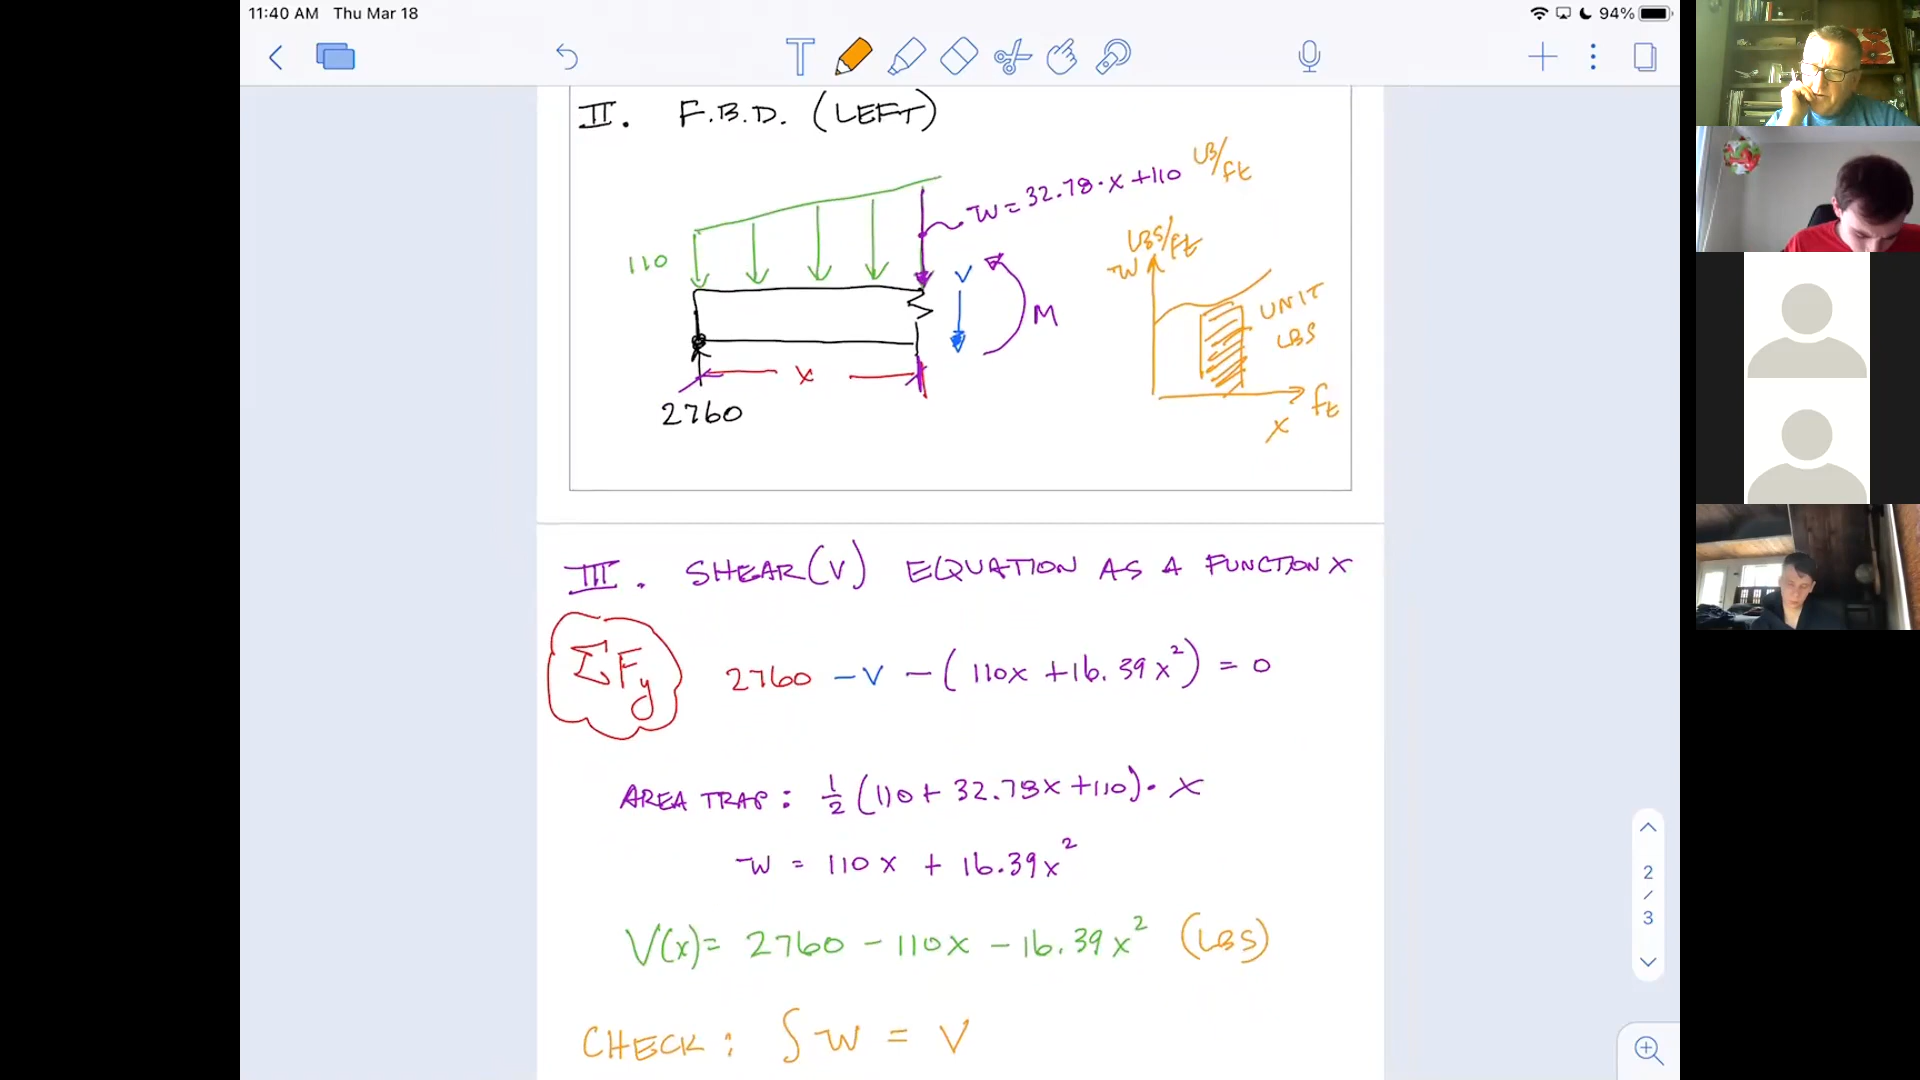 11:40 AM Thu Mar 18
94%
II. F.B.D. (LEFT)
w = 32.78·x+110 LB/ft
110
V
M
x
2760
LBS/ft
w
UNIT
LBS
ft
x
III. SHEAR(V) EQUATION AS A FUNCTION X
ΣFy 2760 -V -(110x +16.39x²) = 0
AREA TRAP: ½(110+ 32.78x +110)· x
w = 110x + 16.39x²
V(x)= 2760 - 110x - 16.39x² (LBS)
CHECK: ∫w = V
2
/
3